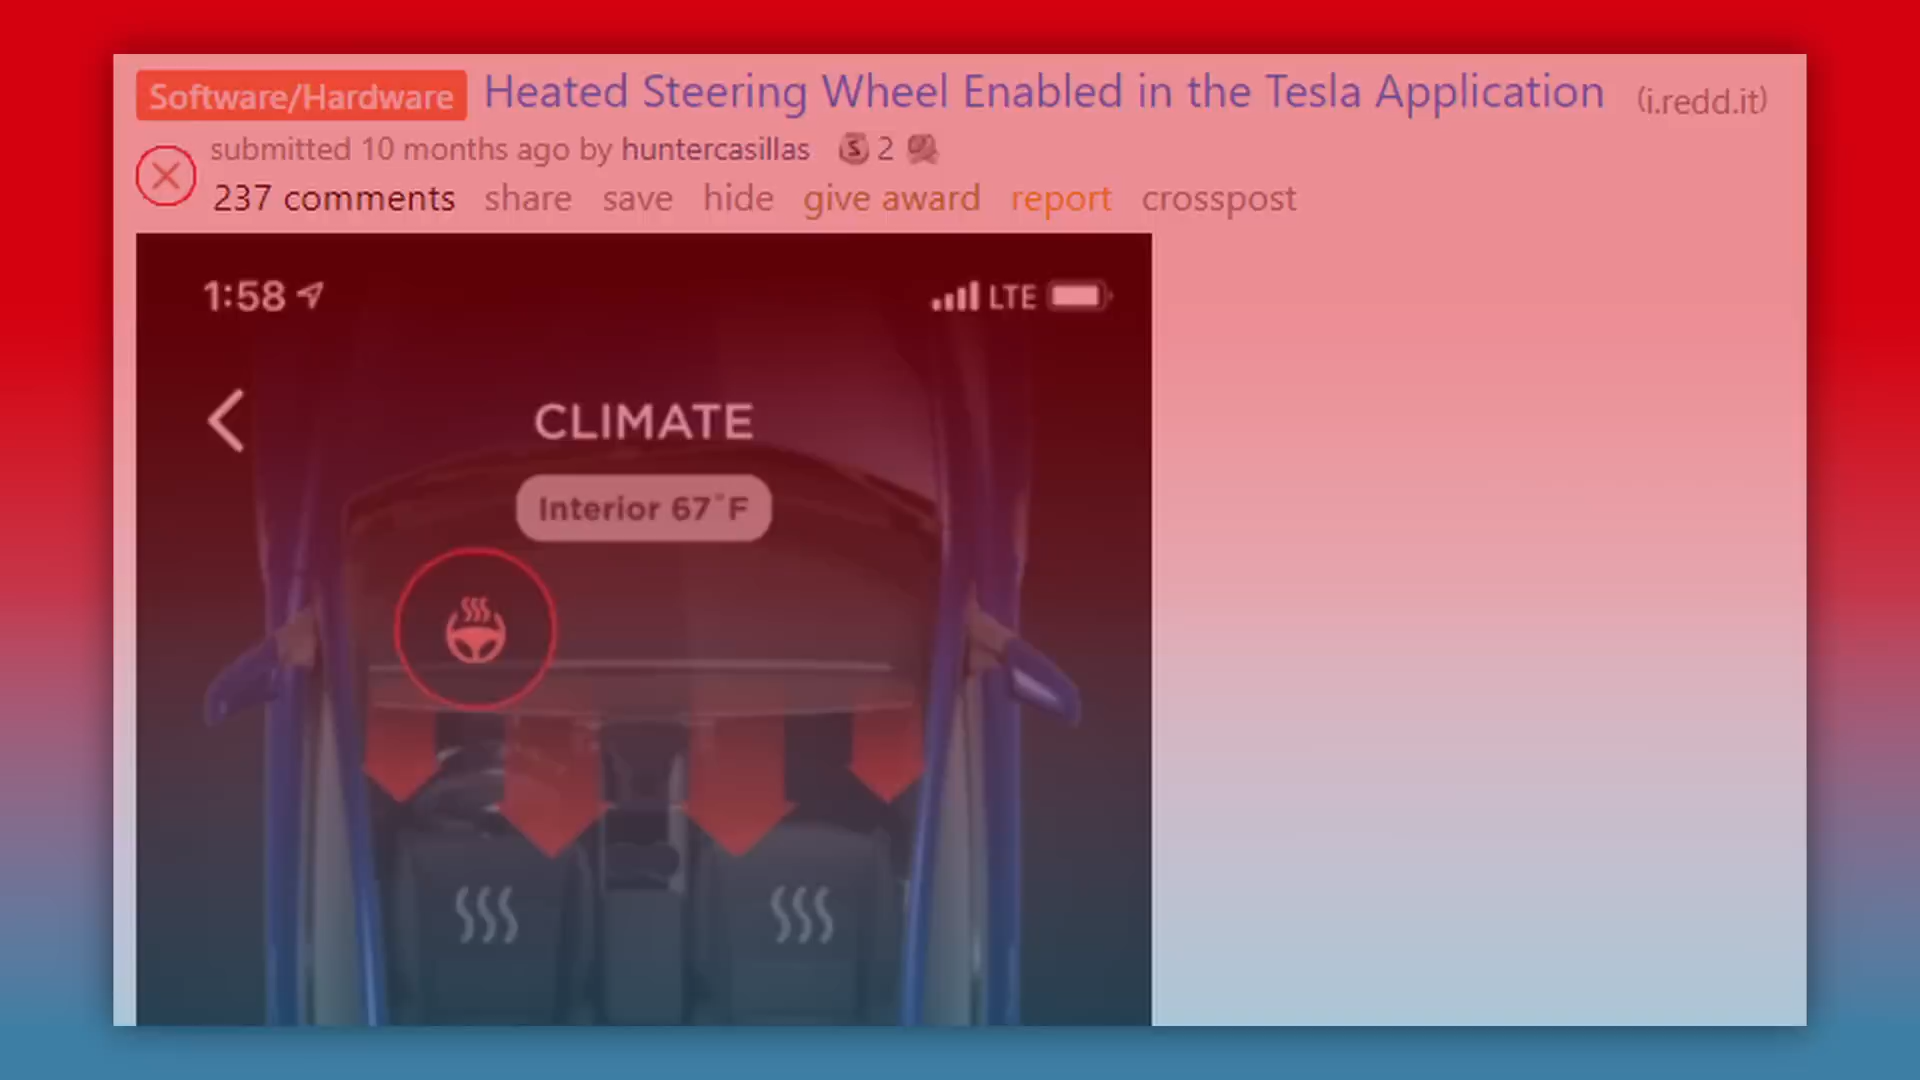 Software/Hardware Heated Steering Wheel Enabled in the Tesla Application (i.redd.it)
submitted 10 months ago by huntercasillas 2
237 comments share save hide give award report crosspost
1:58 LTE
CLIMATE
Interior 67°F